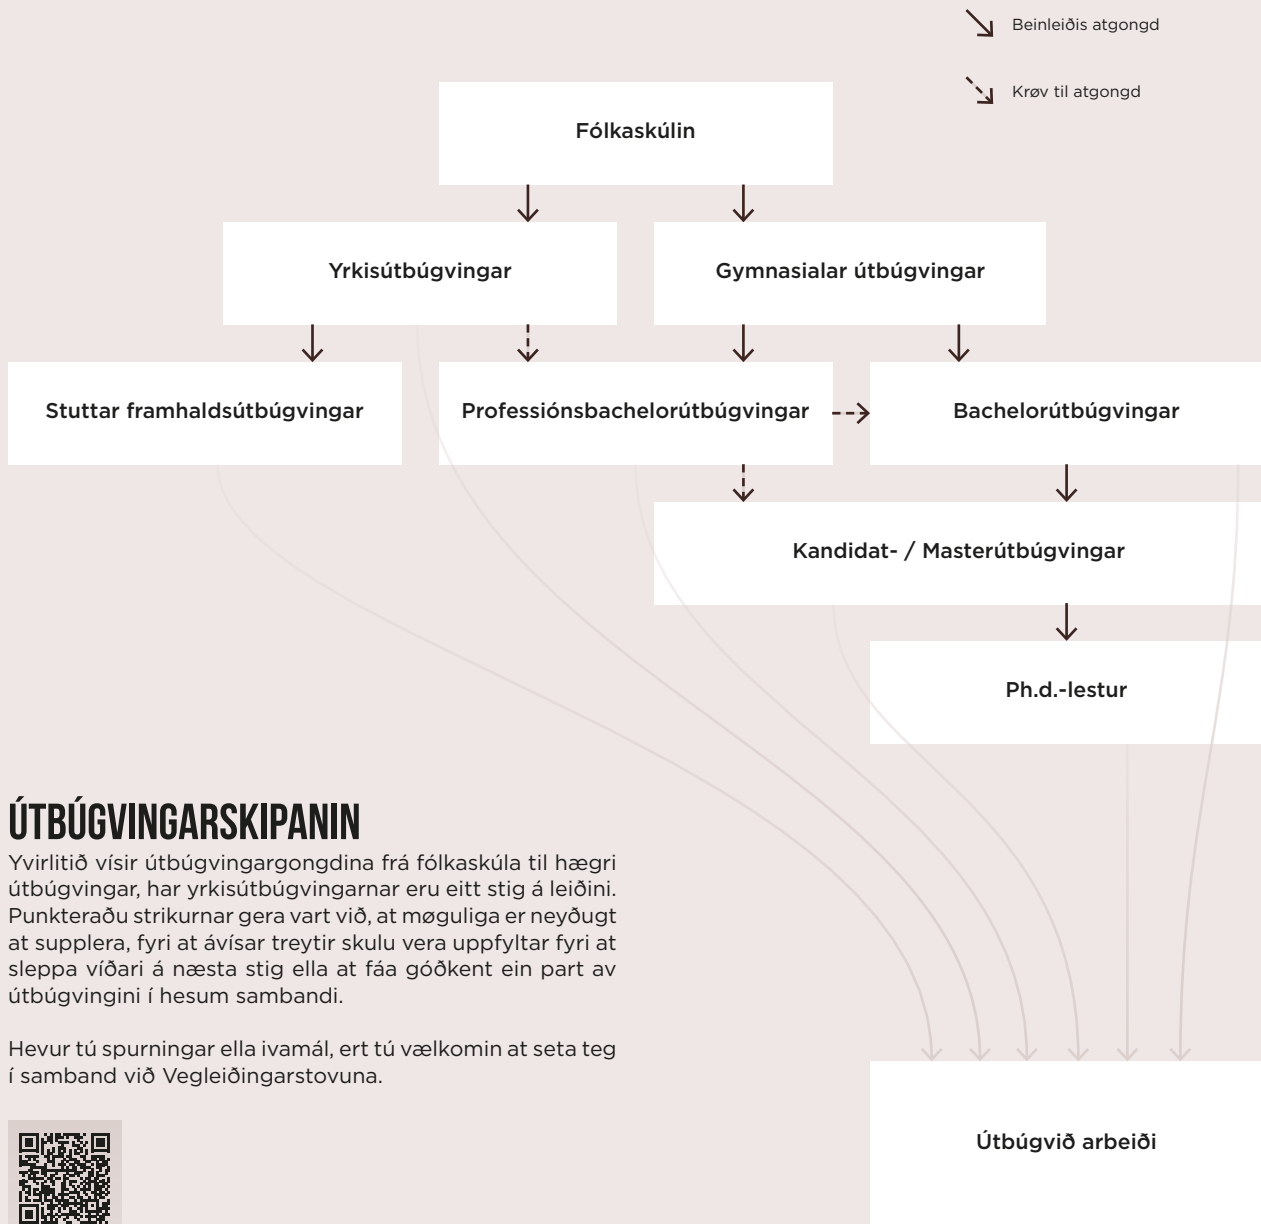 Beinleiðis atgongd
Krøv til atgongd
Fólkaskúlin
Yrkisútbúgvingar
Gymnasialar útbúgvingar
Stuttar framhaldsútbúgvingar
Professiónsbachelorútbúgvingar
Bachelorútbúgvingar
Kandidat- / Masterútbúgvingar
Ph.d.-lestur
ÚTBÚGVINGARSKIPANIN
Yvirlitið vísir útbúgvingargongdina frá fólkaskúla til hægri
útbúgvingar, har yrkisútbúgvingarnar eru eitt stig á leiðini.
Punkteraðu strikurnar gera vart við, at møguliga er neyðugt
at supplera, fyri at ávísar treytir skulu vera uppfyltar fyri at
sleppa víðari á næsta stig ella at fáa góðkent ein part av
útbúgvingini í hesum sambandi.
Hevur tú spurningar ella ivamál, ert tú vælkomin at seta teg
í samband við Vegleiðingarstovuna.
Útbúgvið arbeiði